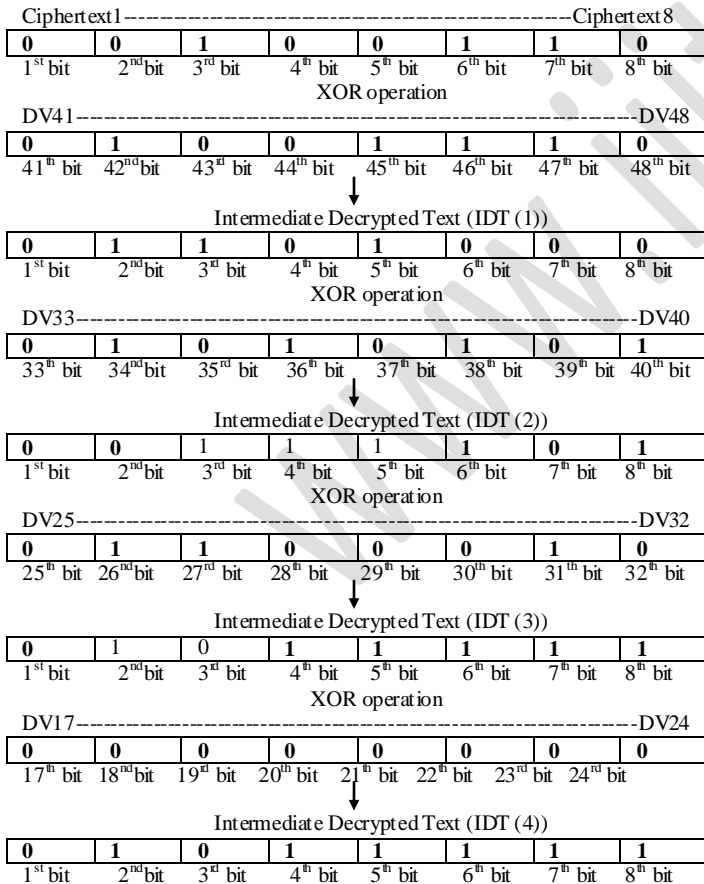 Ciphertext1-----------------------------------------------------------------Ciphertext8
0 0 1 0 0 1 1 0
1st bit 2nd bit 3rd bit 4th bit 5th bit 6th bit 7th bit 8th bit
XOR operation
DV41-----------------------------------------------------------------------------------DV48
0 1 0 0 1 1 1 0
41th bit 42nd bit 43rd bit 44th bit 45th bit 46th bit 47th bit 48th bit
Intermediate Decrypted Text (IDT (1))
0 1 1 0 1 0 0 0
1st bit 2nd bit 3rd bit 4th bit 5th bit 6th bit 7th bit 8th bit
XOR operation
DV33-----------------------------------------------------------------------------------DV40
0 1 0 1 0 1 0 1
33th bit 34nd bit 35rd bit 36th bit 37th bit 38th bit 39th bit 40th bit
Intermediate Decrypted Text (IDT (2))
0 0 1 1 1 1 0 1
1st bit 2nd bit 3rd bit 4th bit 5th bit 6th bit 7th bit 8th bit
XOR operation
DV25-----------------------------------------------------------------------------------DV32
0 1 1 0 0 0 1 0
25th bit 26nd bit 27rd bit 28th bit 29th bit 30th bit 31th bit 32th bit
Intermediate Decrypted Text (IDT (3))
0 1 0 1 1 1 1 1
1st bit 2nd bit 3rd bit 4th bit 5th bit 6th bit 7th bit 8th bit
XOR operation
DV17-----------------------------------------------------------------------------------DV24
0 0 0 0 0 0 0 0
17th bit 18nd bit 19rd bit 20th bit 21th bit 22th bit 23rd bit 24rd bit
Intermediate Decrypted Text (IDT (4))
0 1 0 1 1 1 1 1
1st bit 2nd bit 3rd bit 4th bit 5th bit 6th bit 7th bit 8th bit